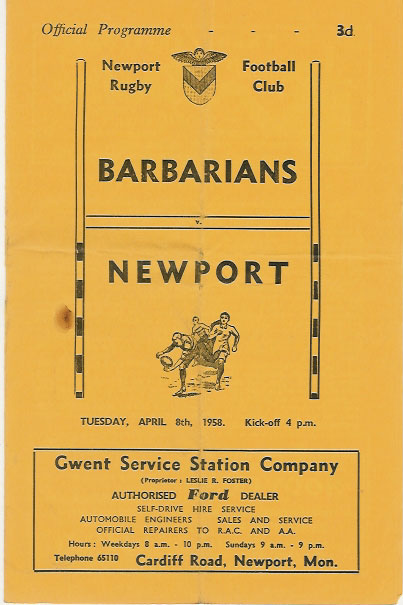 Official Programme - - - 3d.
Newport Football
Rugby Club
BARBARIANS
v.
NEWPORT
TUESDAY, APRIL 8th, 1958. Kick-off 4 p.m.
Gwent Service Station Company
(Proprietor : LESLIE R. FOSTER)
AUTHORISED Ford DEALER
SELF-DRIVE HIRE SERVICE
AUTOMOBILE ENGINEERS SALES AND SERVICE
OFFICIAL REPAIRERS TO R.A.C. AND A.A.
Hours : Weekdays 8 a.m. - 10 p.m. Sundays 9 a.m. - 9 p.m.
Telephone 65110 Cardiff Road, Newport, Mon.